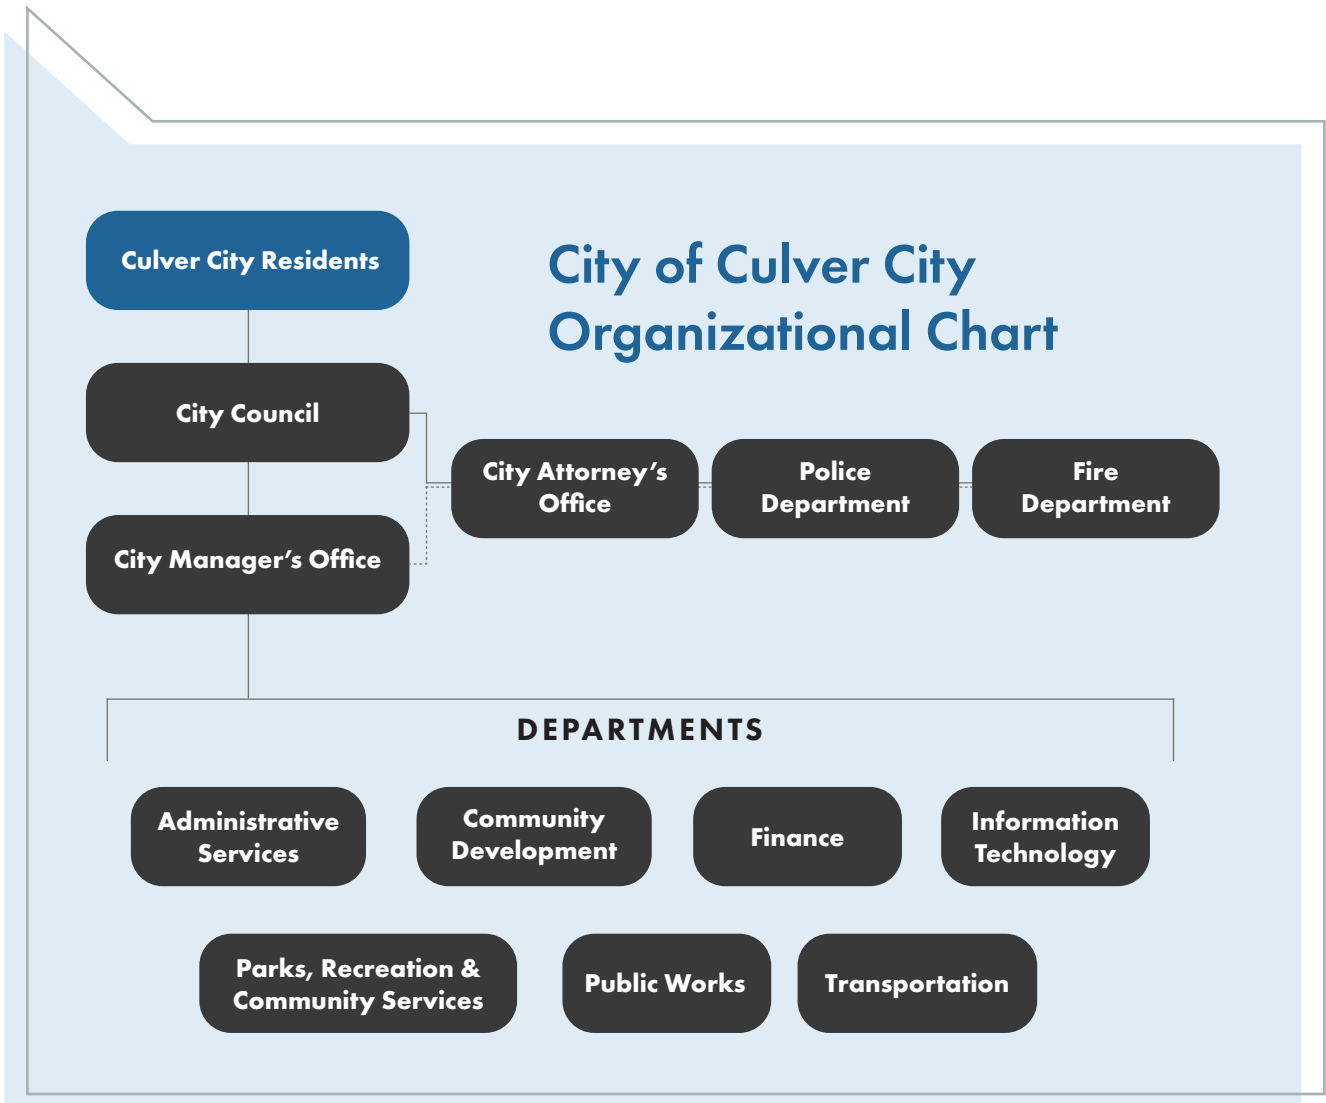 Culver City Residents
City of Culver City
Organizational Chart
City Council
City Attorney’s
Office
Police
Department
Fire
Department
City Manager’s Office
DEPARTMENTS
Administrative
Services
Community
Development
Finance
Information
Technology
Parks, Recreation &
Community Services
Public Works
Transportation